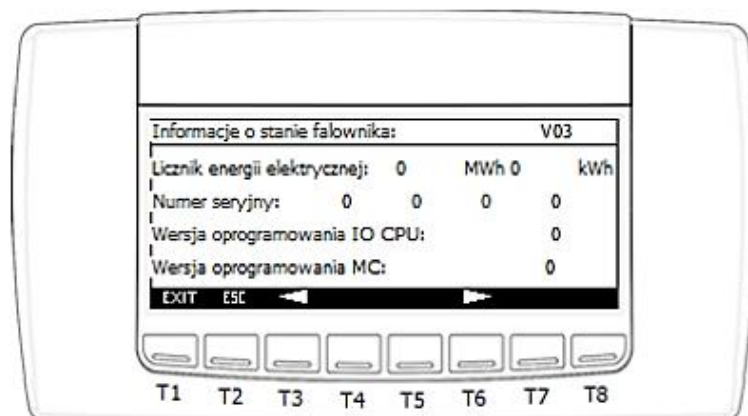 Informacje o stanie falownika: V03
Licznik energii elektrycznej: 0 MWh 0 kWh
Numer seryjny: 0 0 0 0
Wersja oprogramowania IO CPU: 0
Wersja oprogramowania MC: 0
EXIT ESC
T1 T2 T3 T4 T5 T6 T7 T8